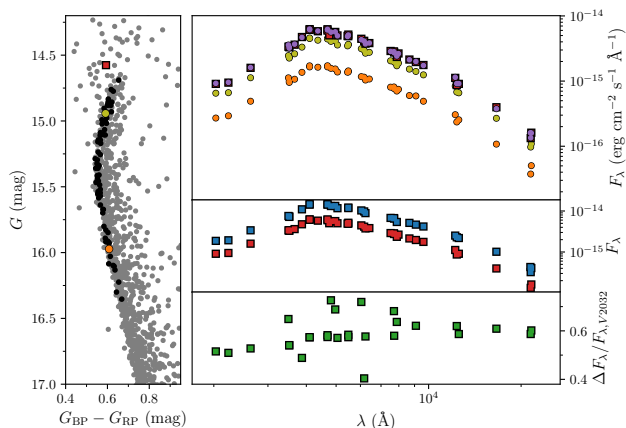 14.5
15.0
15.5
16.0
16.5
17.0
G (mag)
0.4 0.6 0.8
G_BP − G_RP (mag)
10⁻¹⁴
10⁻¹⁵
10⁻¹⁶
F_λ (erg cm⁻² s⁻¹ Å⁻¹)
10⁻¹⁴
10⁻¹⁵
F_λ
0.6
0.4
ΔF_λ/F_λ,V2032
10⁴
λ (Å)